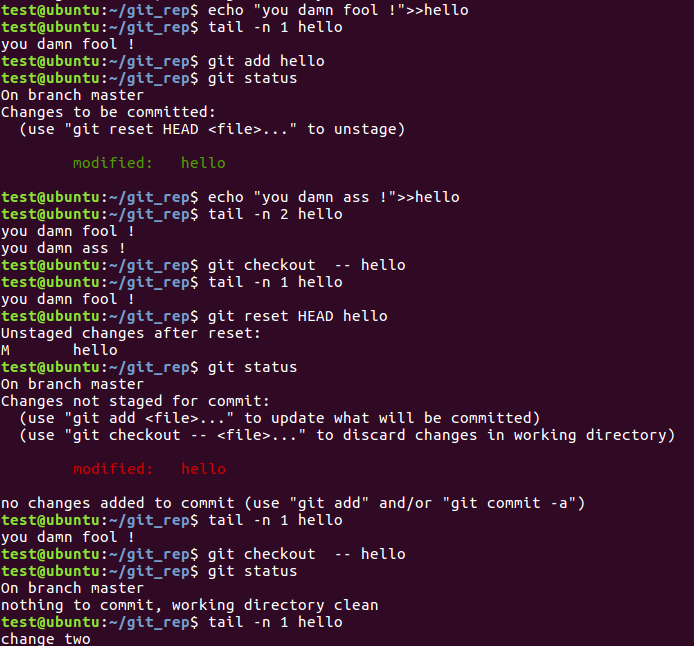 test@ubuntu:~/git_rep$ echo "you damn fool !">>hello
test@ubuntu:~/git_rep$ tail -n 1 hello
you damn fool !
test@ubuntu:~/git_rep$ git add hello
test@ubuntu:~/git_rep$ git status
On branch master
Changes to be committed:
  (use "git reset HEAD <file>..." to unstage)

        modified:   hello

test@ubuntu:~/git_rep$ echo "you damn ass !">>hello
test@ubuntu:~/git_rep$ tail -n 2 hello
you damn fool !
you damn ass !
test@ubuntu:~/git_rep$ git checkout  -- hello
test@ubuntu:~/git_rep$ tail -n 1 hello
you damn fool !
test@ubuntu:~/git_rep$ git reset HEAD hello
Unstaged changes after reset:
M       hello
test@ubuntu:~/git_rep$ git status
On branch master
Changes not staged for commit:
  (use "git add <file>..." to update what will be committed)
  (use "git checkout -- <file>..." to discard changes in working directory)

        modified:   hello

no changes added to commit (use "git add" and/or "git commit -a")
test@ubuntu:~/git_rep$ tail -n 1 hello
you damn fool !
test@ubuntu:~/git_rep$ git checkout  -- hello
test@ubuntu:~/git_rep$ git status
On branch master
nothing to commit, working directory clean
test@ubuntu:~/git_rep$ tail -n 1 hello
change two